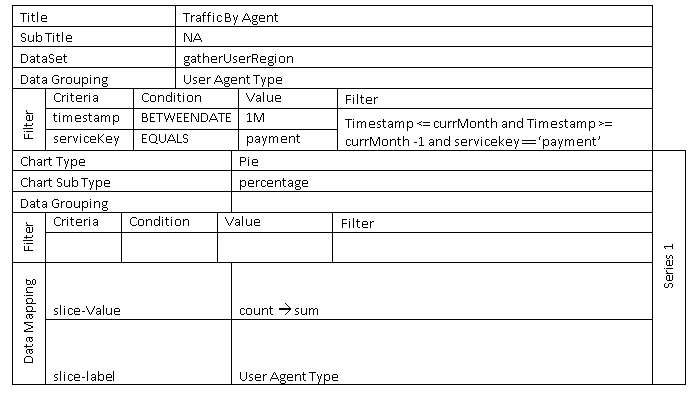 Title Traffic By Agent
Sub Title NA
DataSet gatherUserRegion
Data Grouping User Agent Type
Filter
Criteria Condition Value Filter
timestamp BETWEENDATE 1M Timestamp <= currMonth and Timestamp >=
serviceKey EQUALS payment currMonth -1 and servicekey == ‘payment’
Chart Type Pie
Chart Sub Type percentage
Data Grouping
Filter
Criteria Condition Value Filter
Data Mapping
slice-Value count → sum
slice-label User Agent Type
Series 1